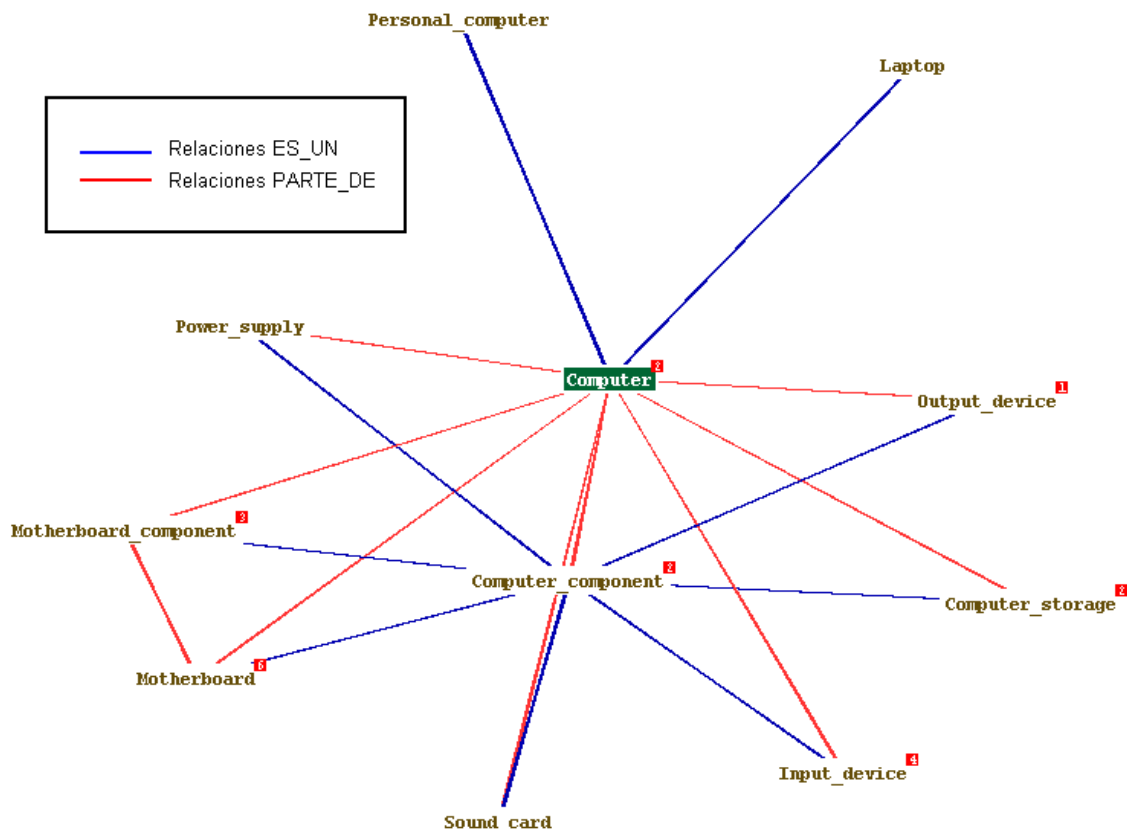 Personal_computer
Laptop
Relaciones ES_UN
Relaciones PARTE_DE
Power_supply
Computer 2
Output_device 1
Motherboard_component 3
Computer_component 2
Computer_storage 2
Motherboard 6
Input_device 4
Sound card